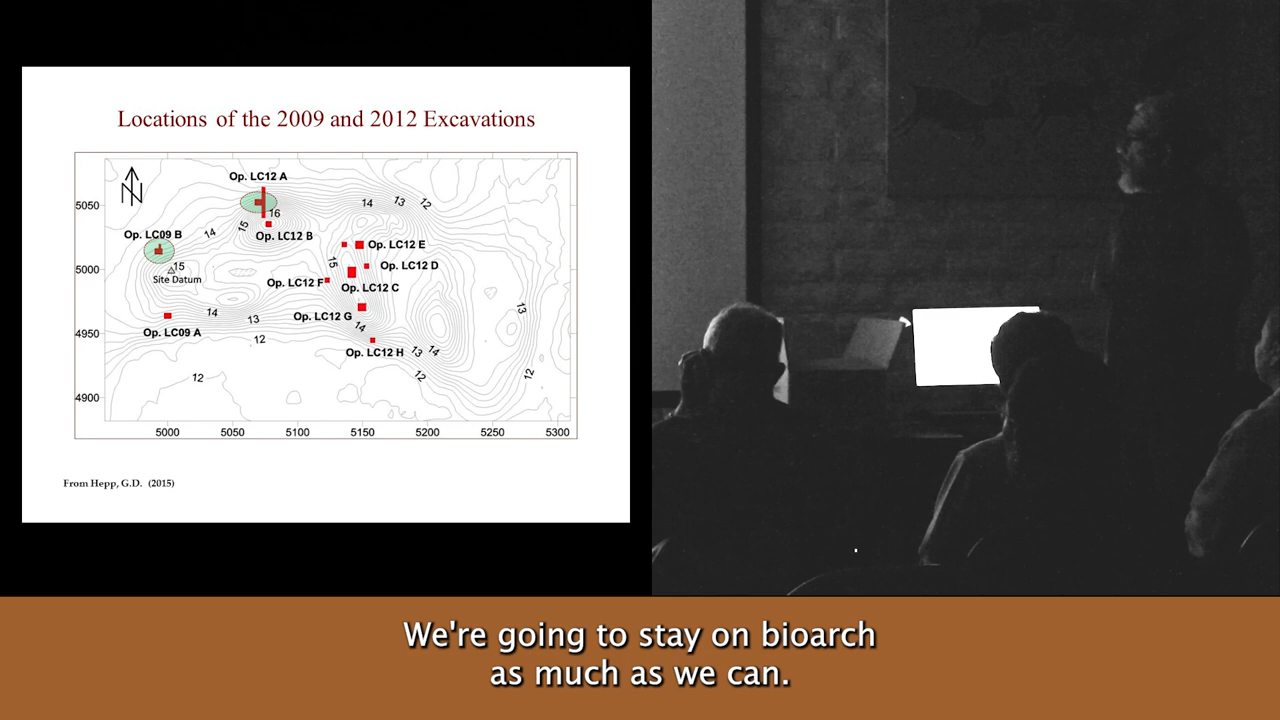 Locations of the 2009 and 2012 Excavations
Op. LC12 A
N
5050
14
13
12
16
15
14
Op. LC09 B
Op. LC12 B
Op. LC12 E
15
Op. LC12 D
5000
15
Site Datum
Op. LC12 F
Op. LC12 C
14
13
Op. LC12 G
13
14
Op. LC09 A
12
4950
Op. LC12 H
13
14
12
12
12
4900
5000
5050
5100
5150
5200
5250
5300
From Hepp, G.D. (2015)
We're going to stay on bioarch
as much as we can.